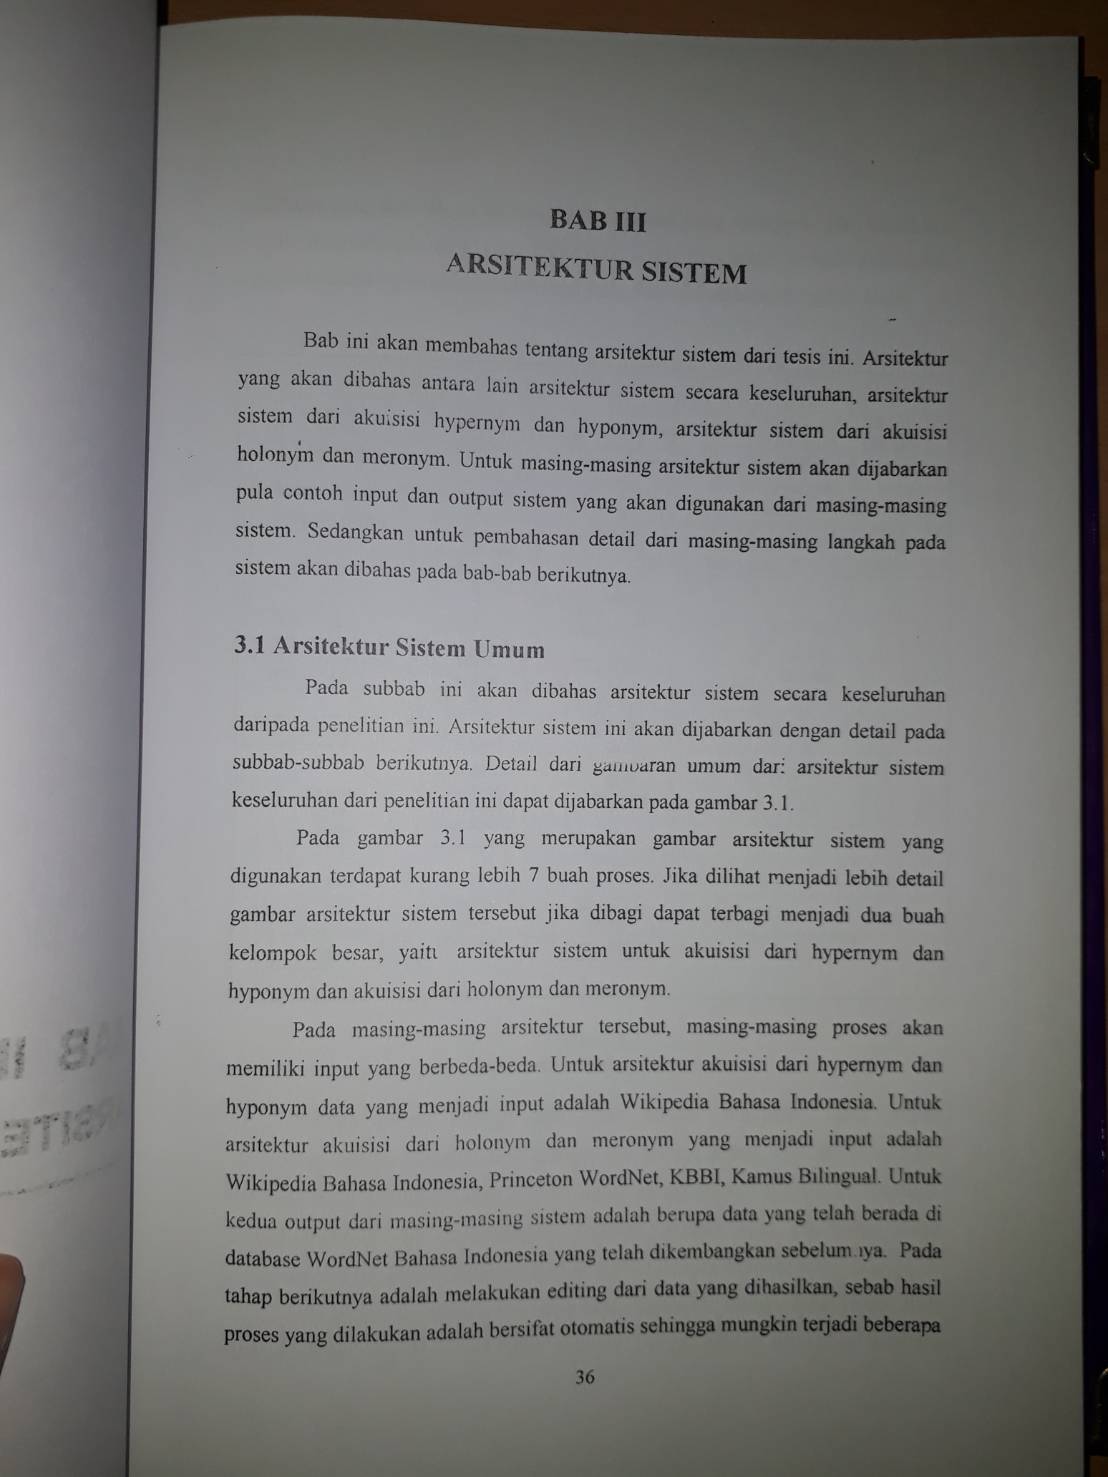 BAB III
ARSITEKTUR SISTEM
Bab ini akan membahas tentang arsitektur sistem dari tesis ini. Arsitektur
yang akan dibahas antara lain arsitektur sistem secara keseluruhan, arsitektur
sistem dari akuisisi hypernym dan hyponym, arsitektur sistem dari akuisisi
holonym dan meronym. Untuk masing-masing arsitektur sistem akan dijabarkan
pula contoh input dan output sistem yang akan digunakan dari masing-masing
sistem. Sedangkan untuk pembahasan detail dari masing-masing langkah pada
sistem akan dibahas pada bab-bab berikutnya.
3.1 Arsitektur Sistem Umum
Pada subbab ini akan dibahas arsitektur sistem secara keseluruhan
daripada penelitian ini. Arsitektur sistem ini akan dijabarkan dengan detail pada
subbab-subbab berikutnya. Detail dari gambaran umum dari arsitektur sistem
keseluruhan dari penelitian ini dapat dijabarkan pada gambar 3.1.
Pada gambar 3.1 yang merupakan gambar arsitektur sistem yang
digunakan terdapat kurang lebih 7 buah proses. Jika dilihat menjadi lebih detail
gambar arsitektur sistem tersebut jika dibagi dapat terbagi menjadi dua buah
kelompok besar, yaitu arsitektur sistem untuk akuisisi dari hypernym dan
hyponym dan akuisisi dari holonym dan meronym.
Pada masing-masing arsitektur tersebut, masing-masing proses akan
memiliki input yang berbeda-beda. Untuk arsitektur akuisisi dari hypernym dan
hyponym data yang menjadi input adalah Wikipedia Bahasa Indonesia. Untuk
arsitektur akuisisi dari holonym dan meronym yang menjadi input adalah
Wikipedia Bahasa Indonesia, Princeton WordNet, KBBI, Kamus Bilingual. Untuk
kedua output dari masing-masing sistem adalah berupa data yang telah berada di
database WordNet Bahasa Indonesia yang telah dikembangkan sebelumnya. Pada
tahap berikutnya adalah melakukan editing dari data yang dihasilkan, sebab hasil
proses yang dilakukan adalah bersifat otomatis sehingga mungkin terjadi beberapa
36